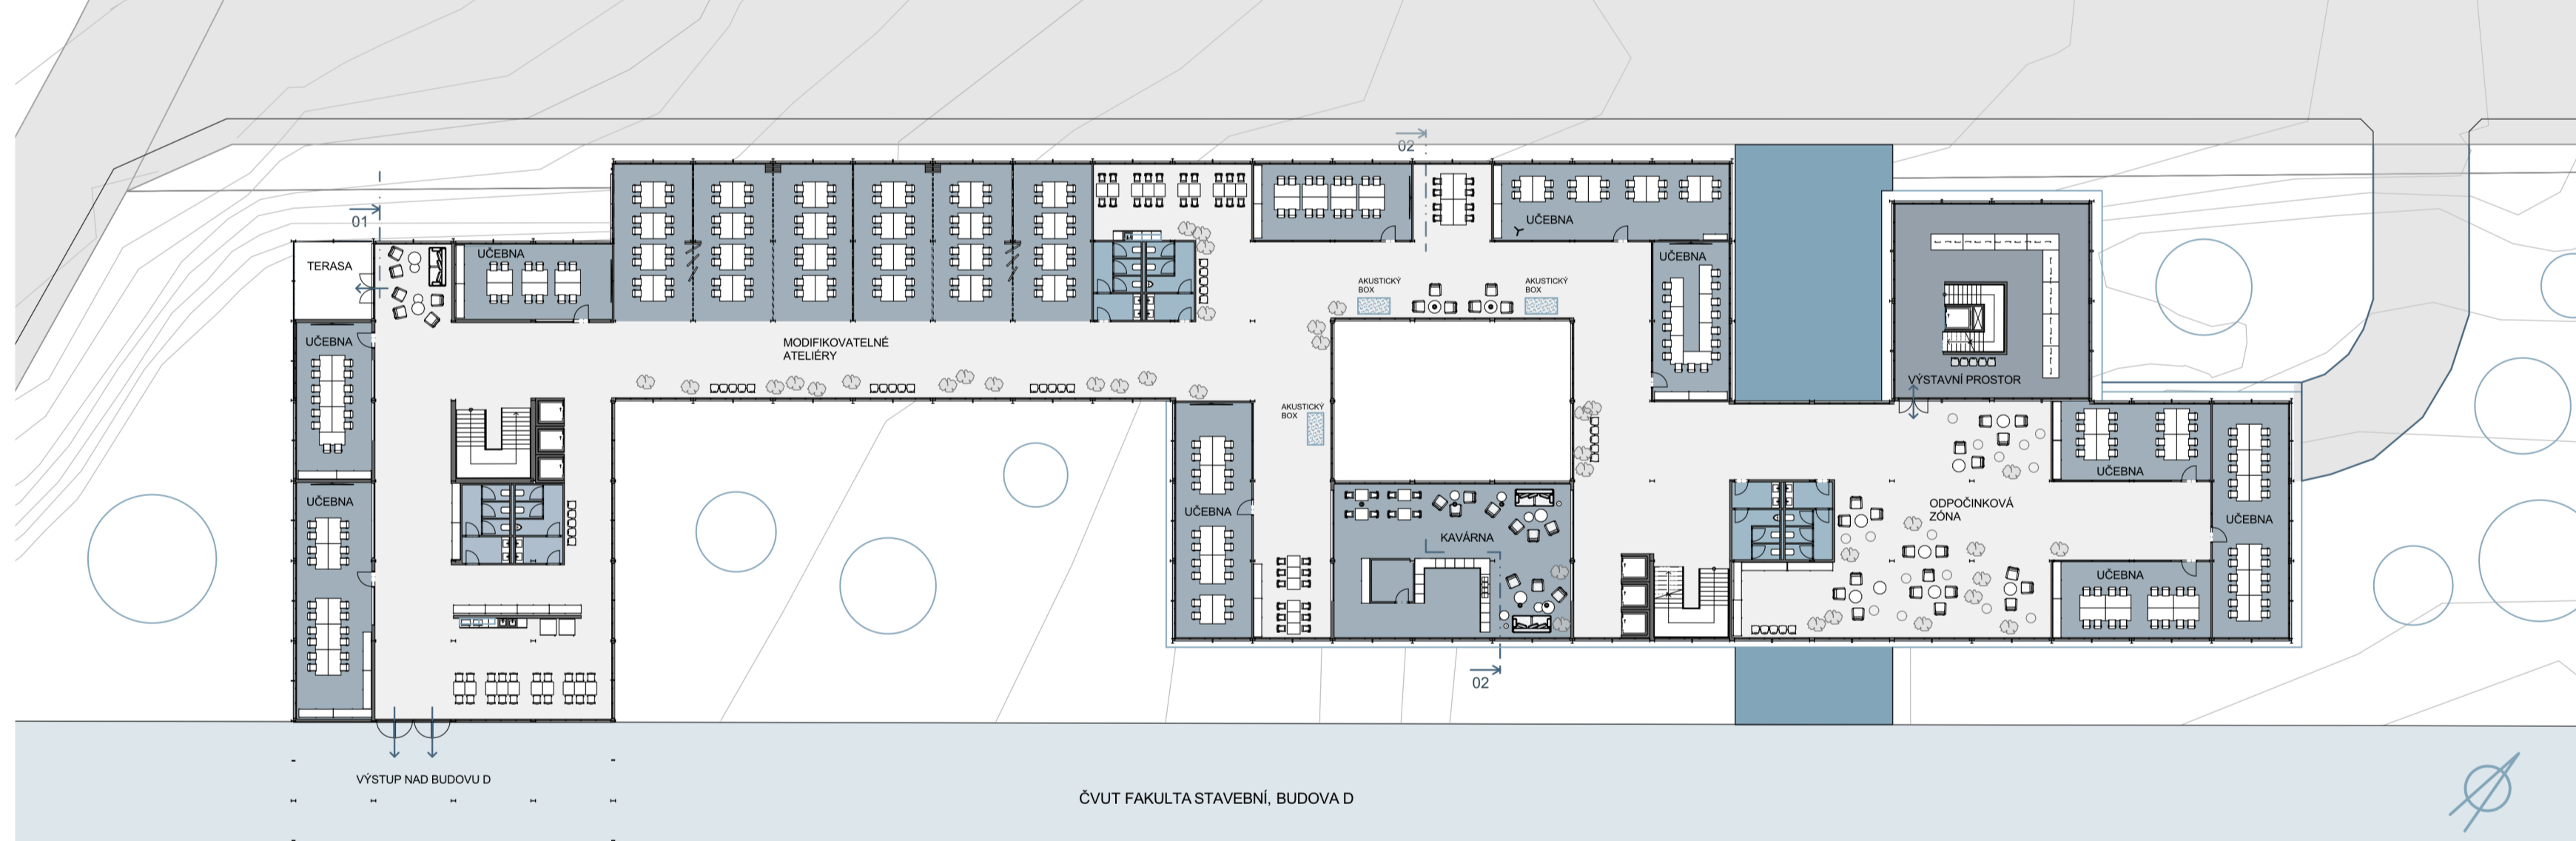 02
01
TERASA
UČEBNA
UČEBNA
UČEBNA
AKUSTICKÝ
BOX
AKUSTICKÝ
BOX
UČEBNA
UČEBNA
MODIFIKOVATELNÉ
ATELIÉRY
VÝSTAVNÍ PROSTOR
AKUSTICKÝ
BOX
UČEBNA
UČEBNA
UČEBNA
KAVÁRNA
ODPOČINKOVÁ
ZÓNA
UČEBNA
UČEBNA
02
VÝSTUP NAD BUDOVU D
ČVUT FAKULTA STAVEBNÍ, BUDOVA D